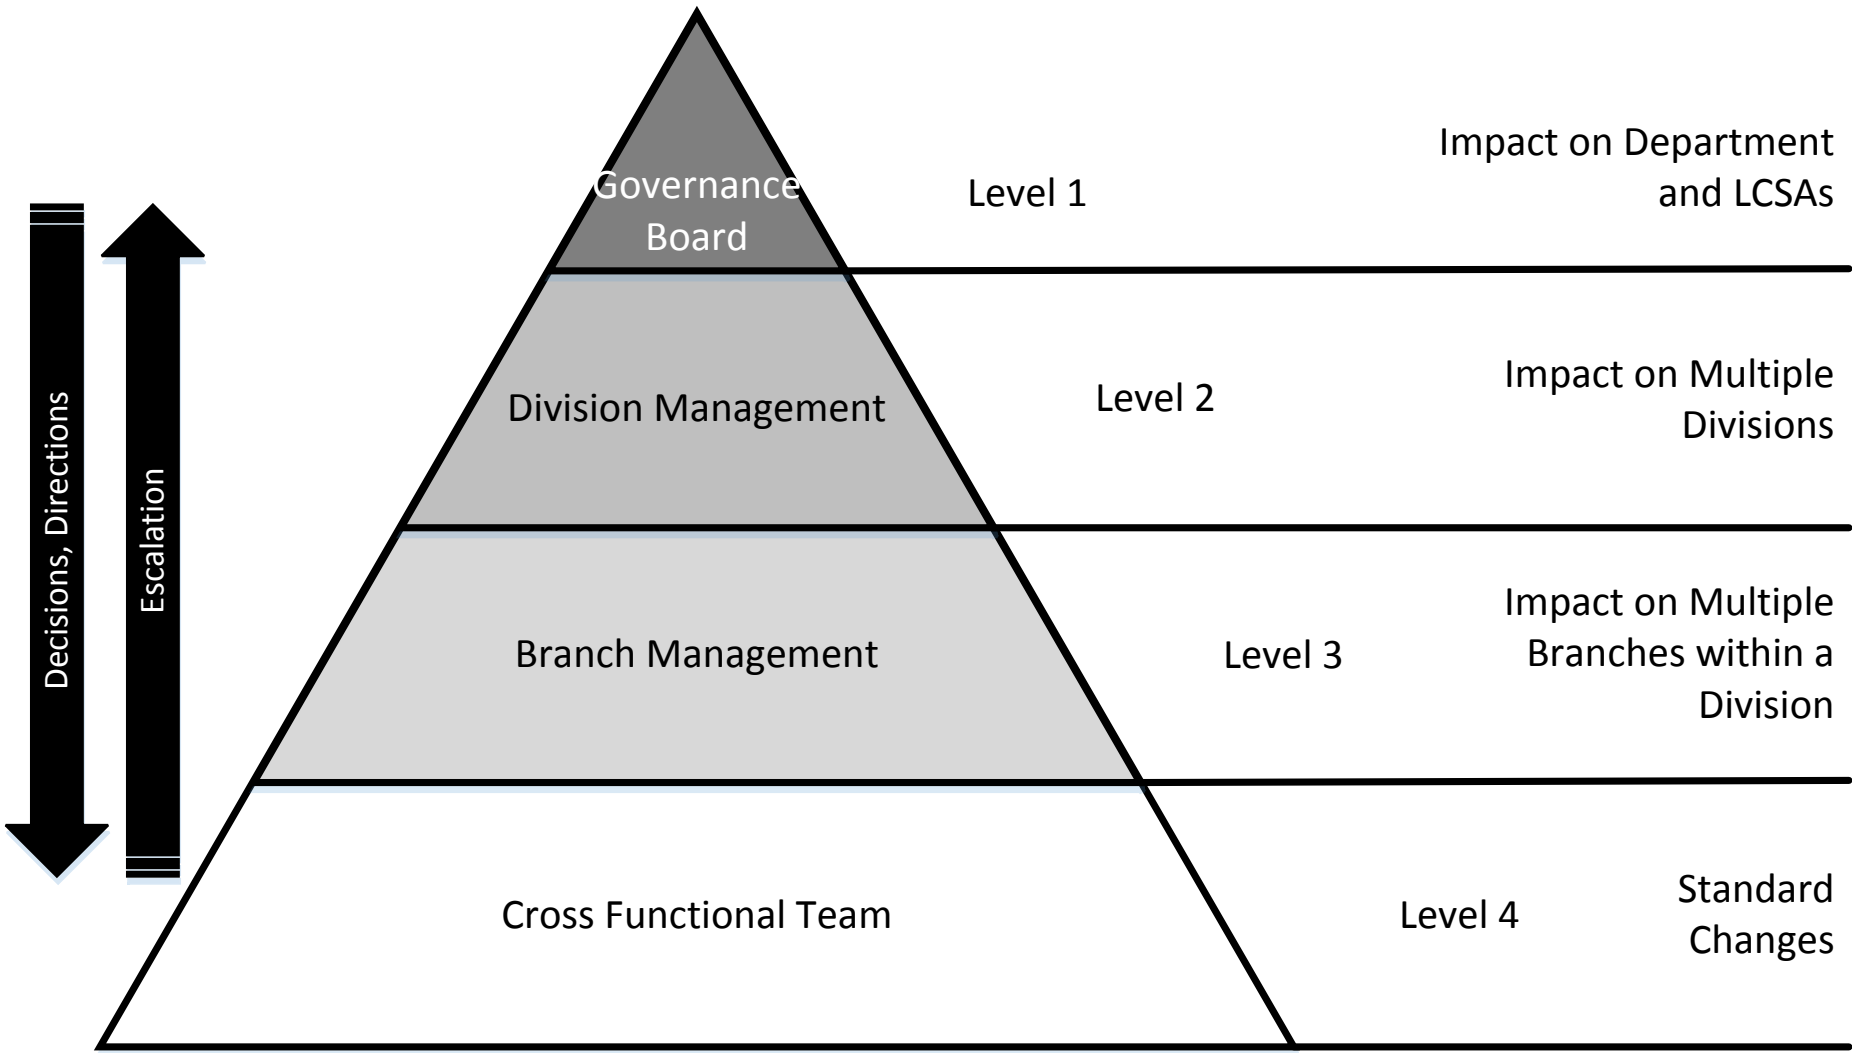 Governance
Board
Level 1
Impact on Department
and LCSAs
Division Management
Level 2
Impact on Multiple
Divisions
Branch Management
Level 3
Impact on Multiple
Branches within a
Division
Cross Functional Team
Level 4
Standard
Changes
Decisions, Directions
Escalation